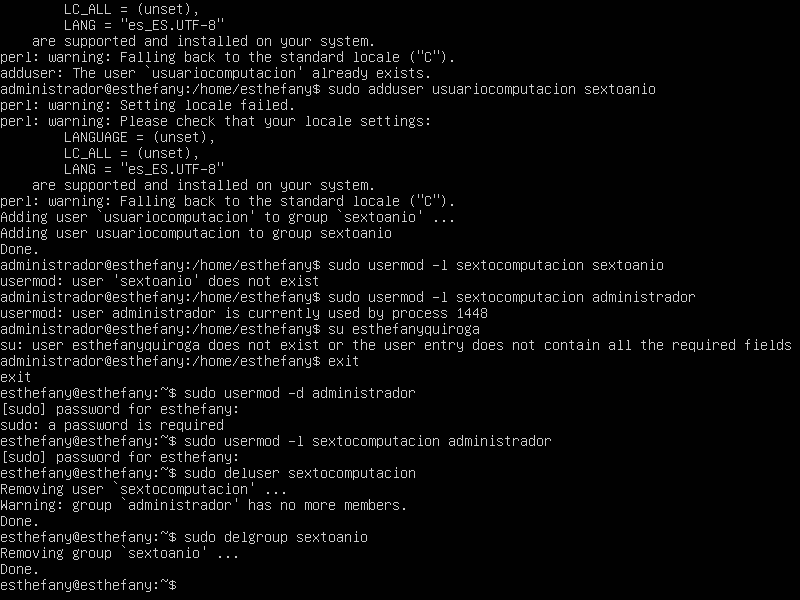 LC_ALL = (unset),
LANG = "es_ES.UTF-8"
are supported and installed on your system.
perl: warning: Falling back to the standard locale ("C").
adduser: The user `usuariocomputacion' already exists.
administrador@esthefany:/home/esthefany$ sudo adduser usuariocomputacion sextoanio
perl: warning: Setting locale failed.
perl: warning: Please check that your locale settings:
LANGUAGE = (unset),
LC_ALL = (unset),
LANG = "es_ES.UTF-8"
are supported and installed on your system.
perl: warning: Falling back to the standard locale ("C").
Adding user `usuariocomputacion' to group `sextoanio' ...
Adding user usuariocomputacion to group sextoanio
Done.
administrador@esthefany:/home/esthefany$ sudo usermod -l sextocomputacion sextoanio
usermod: user 'sextoanio' does not exist
administrador@esthefany:/home/esthefany$ sudo usermod -l sextocomputacion administrador
usermod: user administrador is currently used by process 1448
administrador@esthefany:/home/esthefany$ su esthefanyquiroga
su: user esthefanyquiroga does not exist or the user entry does not contain all the required fields
administrador@esthefany:/home/esthefany$ exit
exit
esthefany@esthefany:~$ sudo usermod -d administrador
[sudo] password for esthefany:
sudo: a password is required
esthefany@esthefany:~$ sudo usermod -l sextocomputacion administrador
[sudo] password for esthefany:
esthefany@esthefany:~$ sudo deluser sextocomputacion
Removing user `sextocomputacion' ...
Warning: group `administrador' has no more members.
Done.
esthefany@esthefany:~$ sudo delgroup sextoanio
Removing group `sextoanio' ...
Done.
esthefany@esthefany:~$